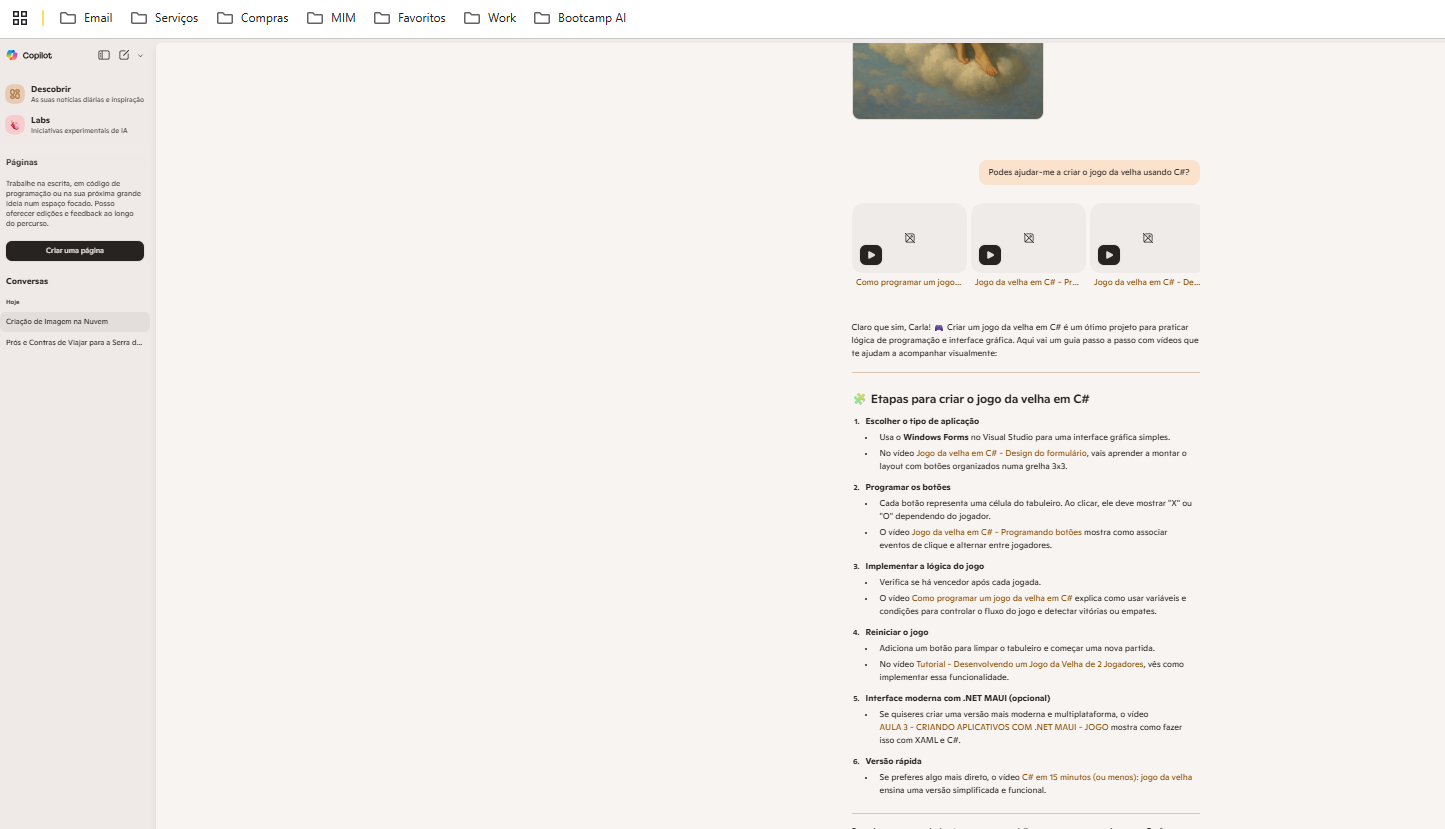 Email Serviços Compras MIM Favoritos Work Bootcamp AI
Copilot
Descobrir
As suas notícias diárias e inspiração
Labs
Iniciativas experimentais de IA
Páginas
Trabalhe na escrita, em código de
programação ou na sua próxima grande
ideia num espaço focado. Posso
oferecer edições e feedback ao longo
do percurso.
Criar uma página
Conversas
Hoje
Criação de Imagem na Nuvem
Prós e Contras de Viajar para a Serra d...
Podes ajudar-me a criar o jogo da velha usando C#?
Como programar um jogo... Jogo da velha em C# - Pr... Jogo da velha em C# - De...
Claro que sim, Carla! 🎮 Criar um jogo da velha em C# é um ótimo projeto para praticar
lógica de programação e interface gráfica. Aqui vai um guia passo a passo com vídeos que
te ajudam a acompanhar visualmente:
🧩 Etapas para criar o jogo da velha em C#
1. Escolher o tipo de aplicação
• Usa o Windows Forms no Visual Studio para uma interface gráfica simples.
• No vídeo Jogo da velha em C# - Design do formulário, vais aprender a montar o
layout com botões organizados numa grelha 3x3.
2. Programar os botões
• Cada botão representa uma célula do tabuleiro. Ao clicar, ele deve mostrar "X" ou
"O" dependendo do jogador.
• O vídeo Jogo da velha em C# - Programando botões mostra como associar
eventos de clique e alternar entre jogadores.
3. Implementar a lógica do jogo
• Verifica se há vencedor após cada jogada.
• O vídeo Como programar um jogo da velha em C# explica como usar variáveis e
condições para controlar o fluxo do jogo e detectar vitórias ou empates.
4. Reiniciar o jogo
• Adiciona um botão para limpar o tabuleiro e começar uma nova partida.
• No vídeo Tutorial - Desenvolvendo um Jogo da Velha de 2 Jogadores, vês como
implementar essa funcionalidade.
5. Interface moderna com .NET MAUI (opcional)
• Se quiseres criar uma versão mais moderna e multiplataforma, o vídeo
AULA 3 - CRIANDO APLICATIVOS COM .NET MAUI - JOGO mostra como fazer
isso com XAML e C#.
6. Versão rápida
• Se preferes algo mais direto, o vídeo C# em 15 minutos (ou menos): jogo da velha
ensina uma versão simplificada e funcional.